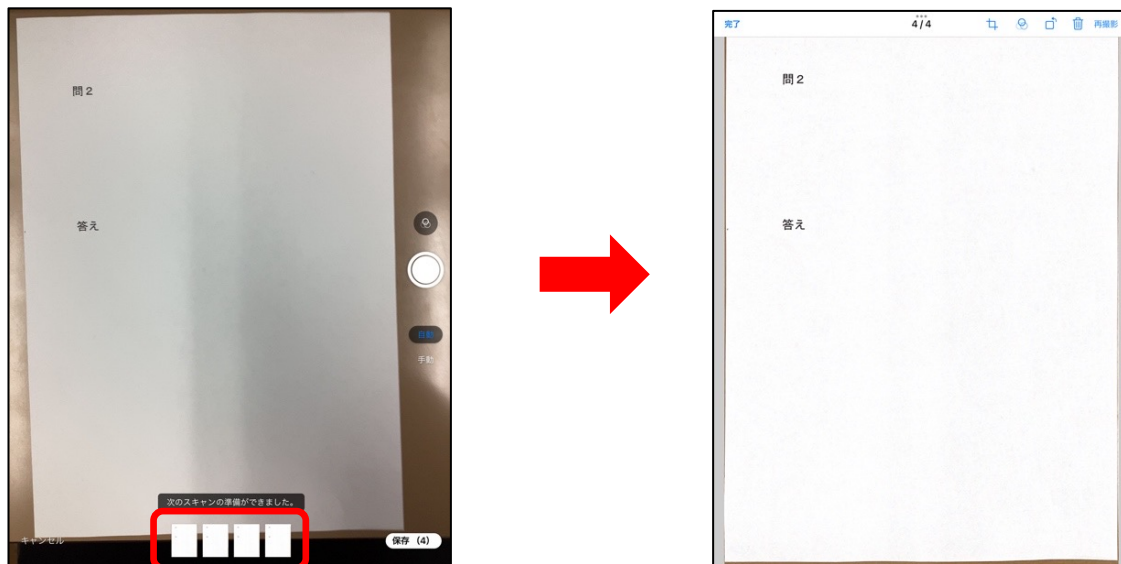 問２
答え
自動
手動
次のスキャンの準備ができました。
キャンセル
保存 (4)
完了
4/4
再撮影
問２
答え